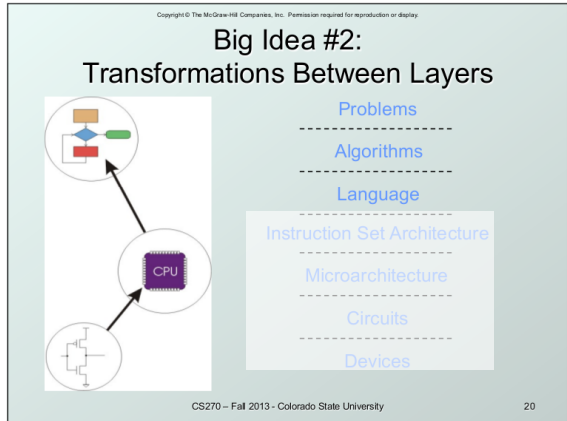 Copyright © The McGraw-Hill Companies, Inc.  Permission required for reproduction or display.
Big Idea #2:
Transformations Between Layers
Problems
Algorithms
Language
Instruction Set Architecture
Microarchitecture
Circuits
Devices
CPU
CS270 – Fall 2013 - Colorado State University
20